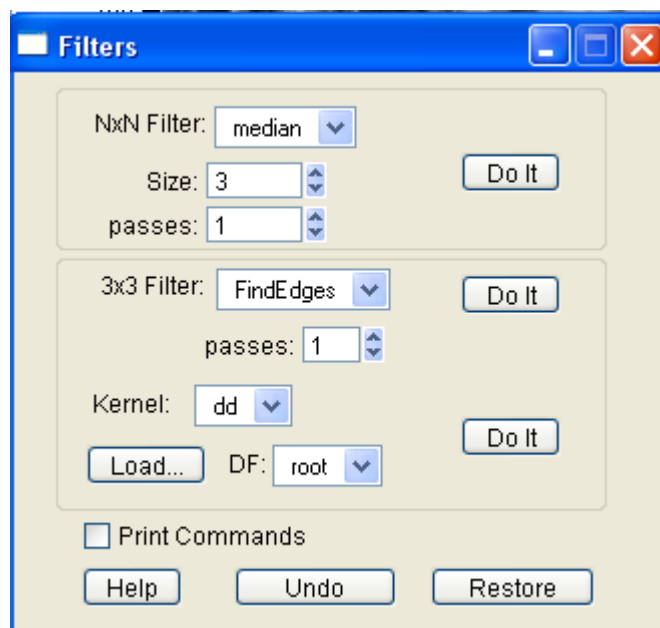 Filters
NxN Filter: median
Do It
Size: 3
passes: 1
3x3 Filter: FindEdges
Do It
passes: 1
Kernel: dd
Do It
Load... DF: root
Print Commands
Help Undo Restore